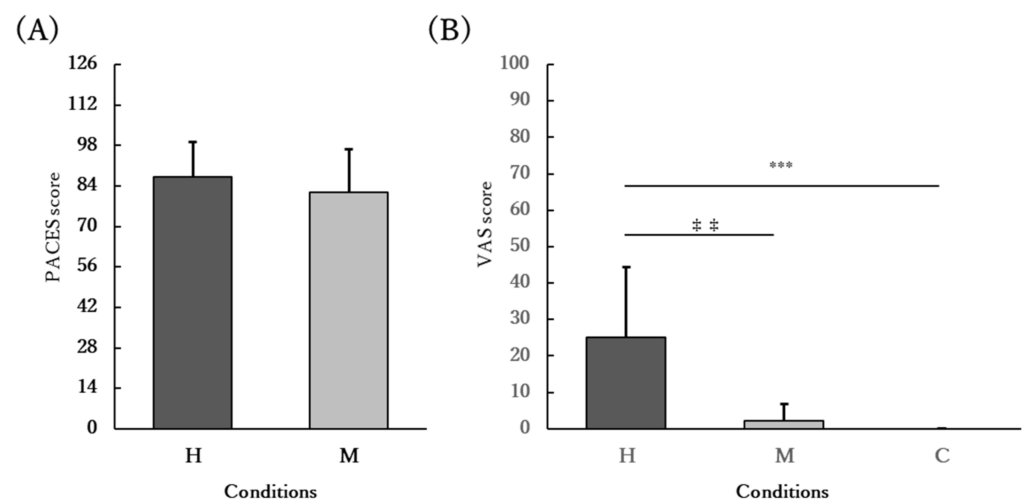 (A)
126
112
98
84
70
56
42
28
14
0
PACES score
H M
Conditions
(B)
100
90
80
70
60
50
40
30
20
10
0
VAS score
***
‡ ‡
H M C
Conditions